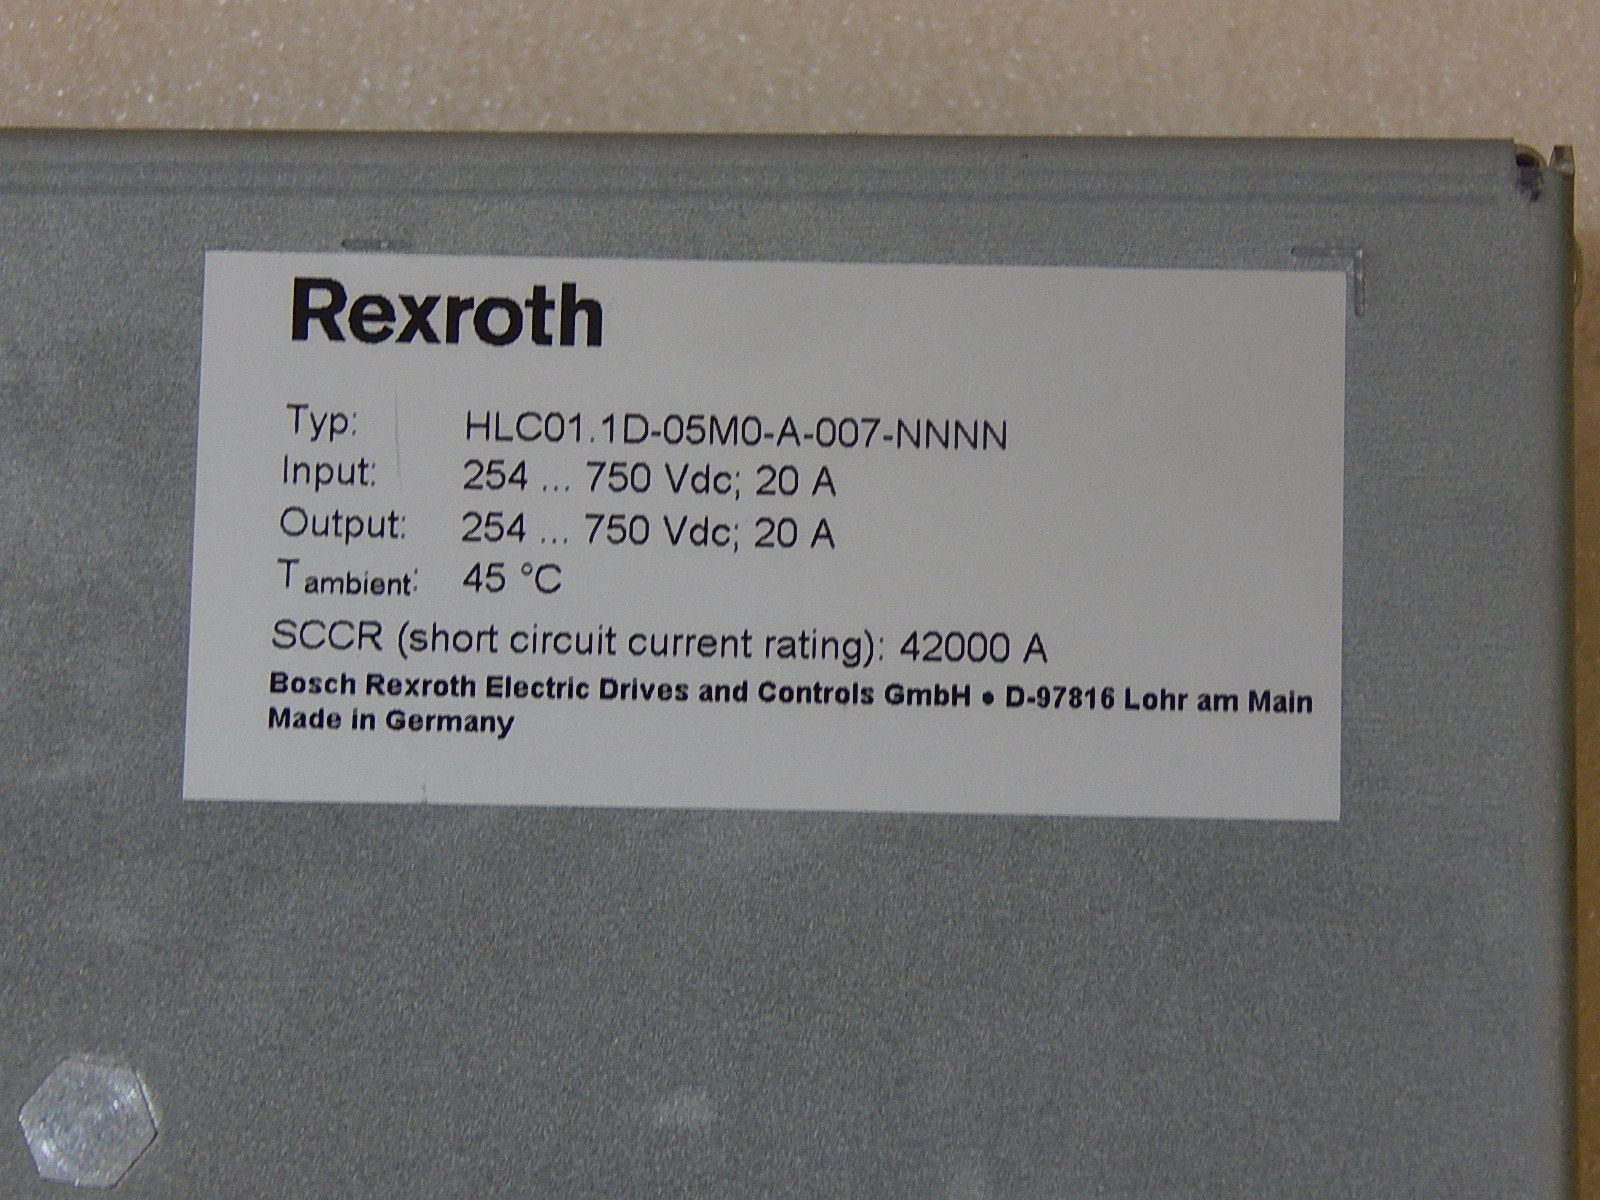 Rexroth
Typ: HLC01.1D-05M0-A-007-NNNN
Input: 254 ... 750 Vdc; 20 A
Output: 254 ... 750 Vdc; 20 A
T ambient: 45 °C
SCCR (short circuit current rating): 42000 A
Bosch Rexroth Electric Drives and Controls GmbH • D-97816 Lohr am Main
Made in Germany